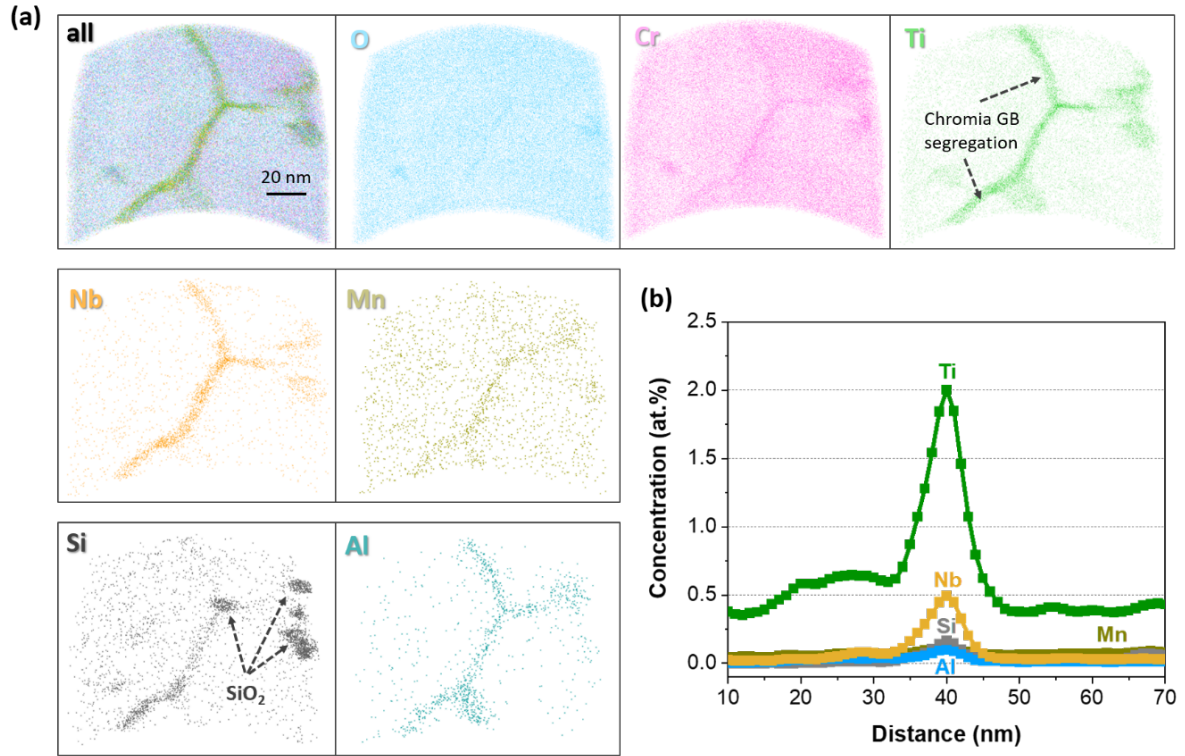 (a)
all
O
Cr
Ti
Chromia GB
segregation
20 nm
Nb
Mn
Si
SiO₂
Al
(b)
2.5
2.0
1.5
1.0
0.5
0.0
Concentration (at.%)
Ti
Nb
Si
Mn
Al
10 20 30 40 50 60 70
Distance (nm)